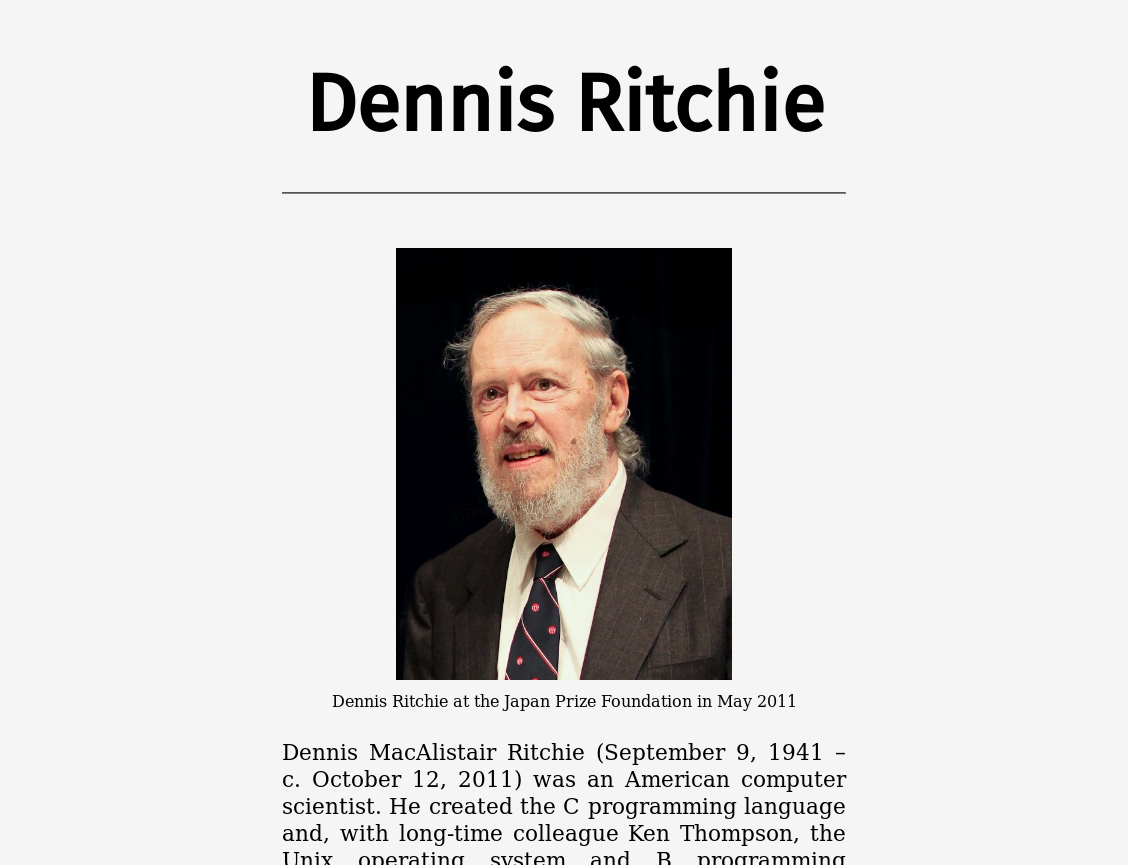 Dennis Ritchie
Dennis Ritchie at the Japan Prize Foundation in May 2011
Dennis MacAlistair Ritchie (September 9, 1941 –
c. October 12, 2011) was an American computer
scientist. He created the C programming language
and, with long-time colleague Ken Thompson, the
Unix operating system and B programming